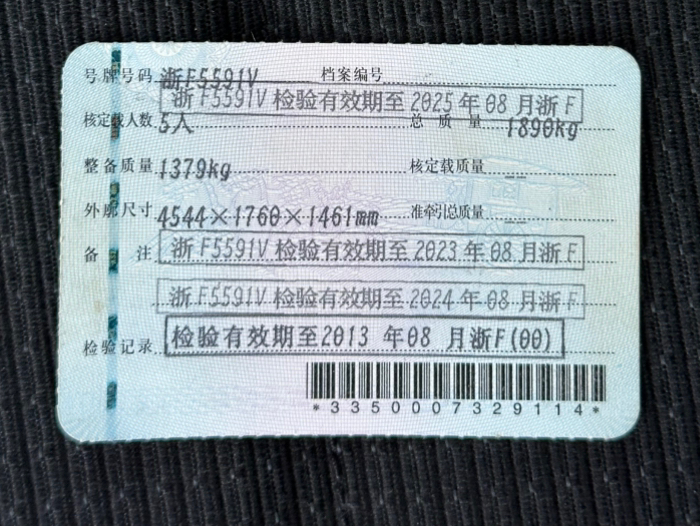 号牌号码 浙F5591V 档案编号
浙F5591V 检验有效期至 2025 年 08 月浙F
核定载人数 5人 总质量 1890kg
整备质量 1379kg 核定载质量 --
外廓尺寸 4544×1760×1461mm 准牵引总质量 --
备注 浙F5591V 检验有效期至 2023 年 08 月浙F
浙F5591V 检验有效期至 2024 年 08 月浙F
检验记录 检验有效期至2013 年08 月浙F(00)
*3350007329114*